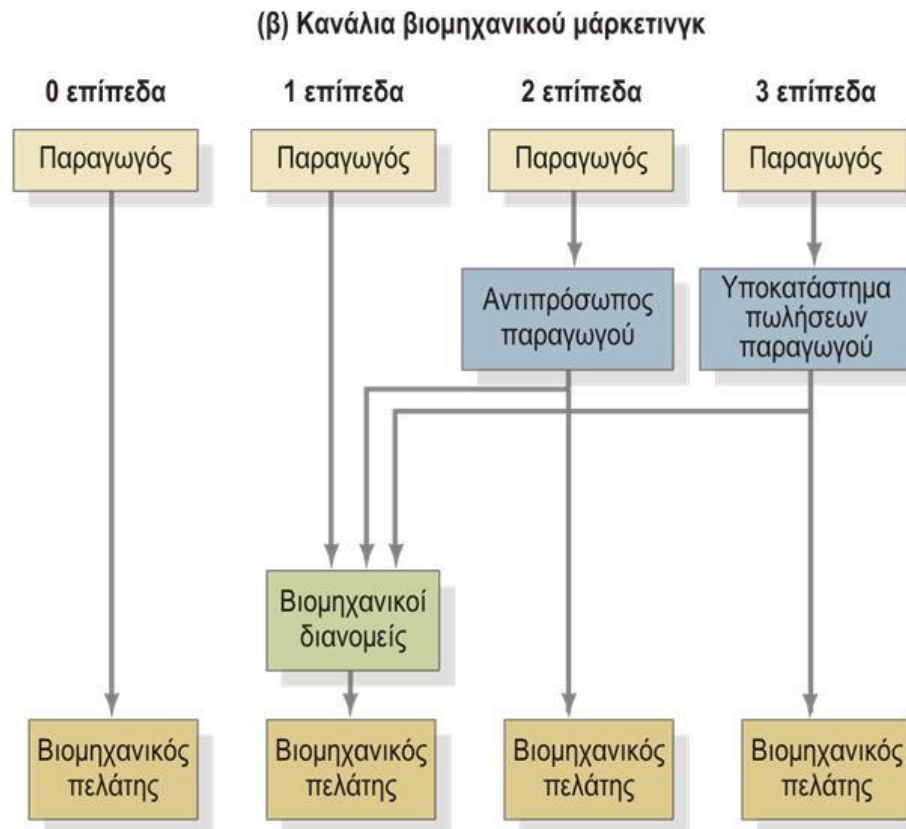 (β) Κανάλια βιομηχανικού μάρκετινγκ
0 επίπεδα
1 επίπεδα
2 επίπεδα
3 επίπεδα
Παραγωγός
Παραγωγός
Παραγωγός
Παραγωγός
Αντιπρόσωπος
παραγωγού
Υποκατάστημα
πωλήσεων
παραγωγού
Βιομηχανικοί
διανομείς
Βιομηχανικός
πελάτης
Βιομηχανικός
πελάτης
Βιομηχανικός
πελάτης
Βιομηχανικός
πελάτης